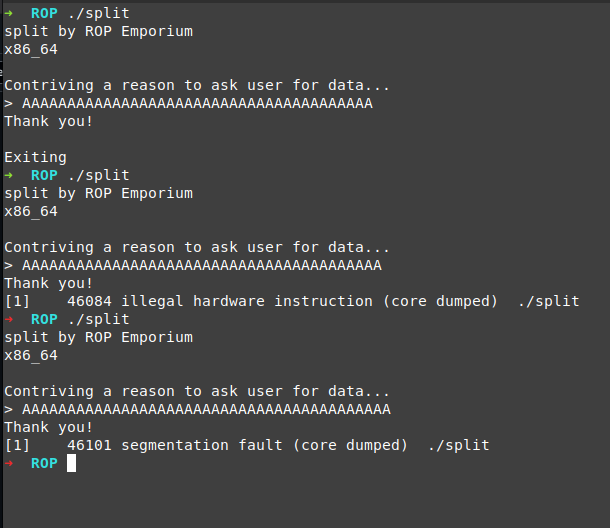 ➜  ROP ./split
split by ROP Emporium
x86_64
Contriving a reason to ask user for data...
> AAAAAAAAAAAAAAAAAAAAAAAAAAAAAAAAAAAAAAA
Thank you!
Exiting
➜  ROP ./split
split by ROP Emporium
x86_64
Contriving a reason to ask user for data...
> AAAAAAAAAAAAAAAAAAAAAAAAAAAAAAAAAAAAAAAA
Thank you!
[1]    46084 illegal hardware instruction (core dumped)  ./split
➜  ROP ./split
split by ROP Emporium
x86_64
Contriving a reason to ask user for data...
> AAAAAAAAAAAAAAAAAAAAAAAAAAAAAAAAAAAAAAAAA
Thank you!
[1]    46101 segmentation fault (core dumped)  ./split
➜  ROP